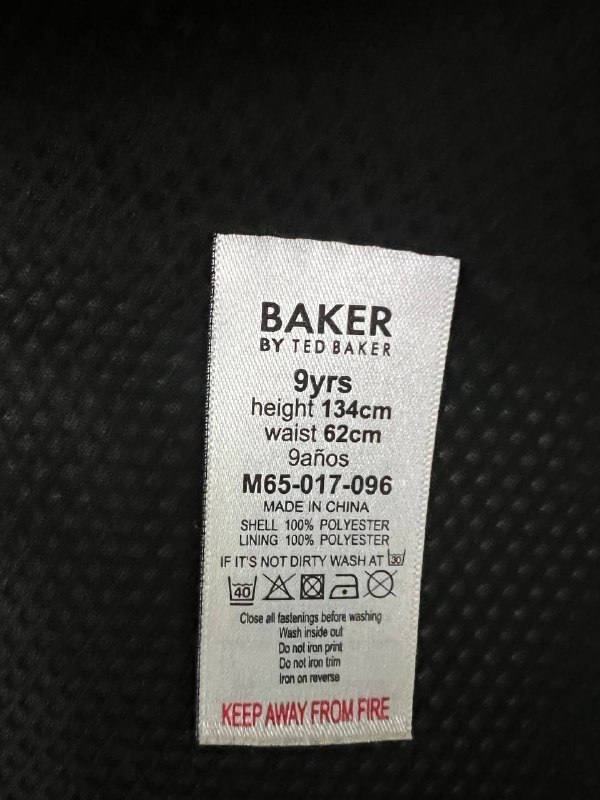 BAKER
BY TED BAKER
9yrs
height 134cm
waist 62cm
9años
M65-017-096
MADE IN CHINA
SHELL 100% POLYESTER
LINING 100% POLYESTER
IF IT'S NOT DIRTY WASH AT 30
40
Close all fastenings before washing
Wash inside out
Do not iron print
Do not iron trim
Iron on reverse
KEEP AWAY FROM FIRE